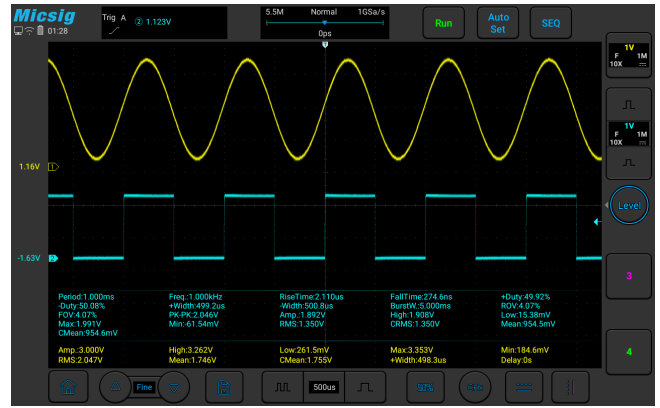 Micsig
01:28
Trig A ② 1.123V
5.5M Normal 1GSa/s
0ps
Run
Auto
Set
SEQ
1V
F 1M
10X
1V
F 1M
10X
Level
3
4
T
1.16V 1
-1.63V 2
Period:1.000ms Freq.:1.000kHz RiseTime:2.110us FallTime:274.6ns +Duty:49.92%
-Duty:50.08% +Width:499.2us -Width:500.8us BurstW.:5.000ms ROV:4.07%
FOV:4.07% PK-PK:2.046V Amp.:1.892V High:1.908V Low:15.38mV
Max:1.991V Min:-61.54mV RMS:1.350V CRMS:1.350V Mean:954.5mV
CMean:954.6mV
Amp.:3.000V High:3.262V Low:261.5mV Max:3.353V Min:184.6mV
RMS:2.047V Mean:1.746V CMean:1.755V +Width:498.3us Delay:0s
Fine
500us
50%